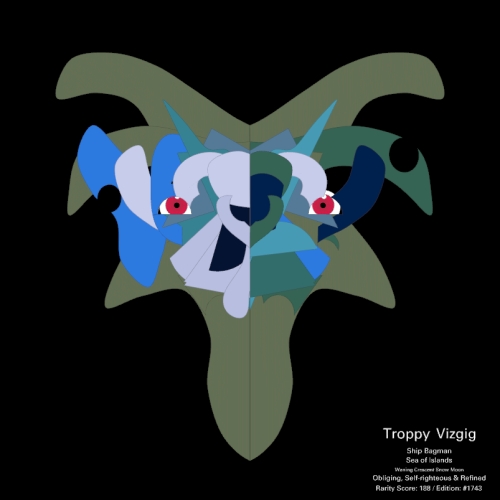 Troppy Vizgig
Ship Bagman
Sea of Islands
Waning Crescent Snow Moon
Obliging, Self-righteous & Refined
Rarity Score: 188 / Edition: #1743